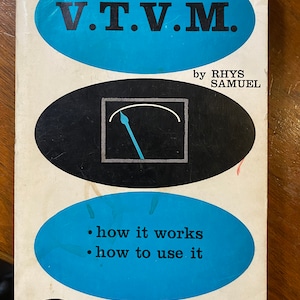 V.T.V.M.
by RHYS
SAMUEL
• how it works
• how to use it